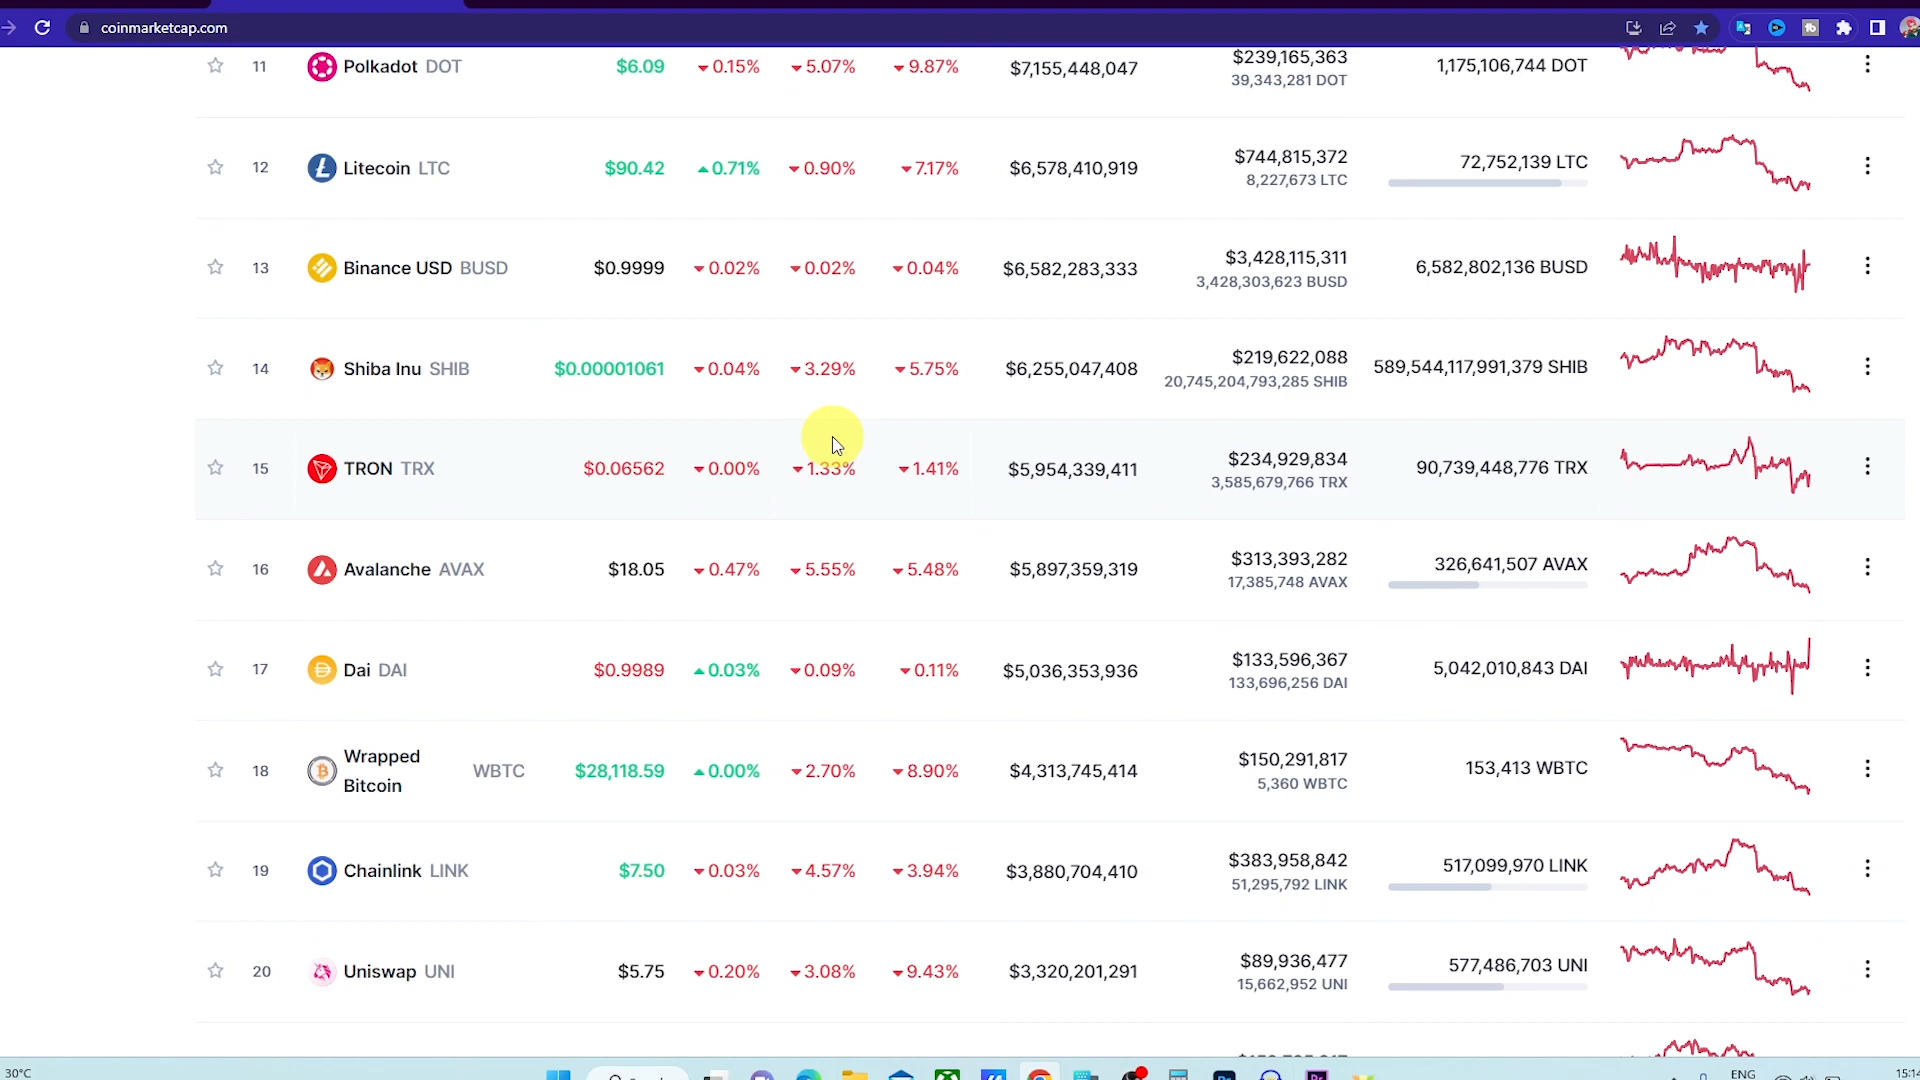 coinmarketcap.com
11 Polkadot DOT $6.09 0.15% 5.07% 9.87% $7,155,448,047 $239,165,363 1,175,106,744 DOT
39,343,281 DOT
12 Litecoin LTC $90.42 0.71% 0.90% 7.17% $6,578,410,919 $744,815,372 72,752,139 LTC
8,227,673 LTC
13 Binance USD BUSD $0.9999 0.02% 0.02% 0.04% $6,582,283,333 $3,428,115,311 6,582,802,136 BUSD
3,428,303,623 BUSD
14 Shiba Inu SHIB $0.00001061 0.04% 3.29% 5.75% $6,255,047,408 $219,622,088 589,544,117,991,379 SHIB
20,745,204,793,285 SHIB
15 TRON TRX $0.06562 0.00% 1.33% 1.41% $5,954,339,411 $234,929,834 90,739,448,776 TRX
3,585,679,766 TRX
16 Avalanche AVAX $18.05 0.47% 5.55% 5.48% $5,897,359,319 $313,393,282 326,641,507 AVAX
17,385,748 AVAX
17 Dai DAI $0.9989 0.03% 0.09% 0.11% $5,036,353,936 $133,596,367 5,042,010,843 DAI
133,696,256 DAI
18 Wrapped Bitcoin WBTC $28,118.59 0.00% 2.70% 8.90% $4,313,745,414 $150,291,817 153,413 WBTC
5,360 WBTC
19 Chainlink LINK $7.50 0.03% 4.57% 3.94% $3,880,704,410 $383,958,842 517,099,970 LINK
51,295,792 LINK
20 Uniswap UNI $5.75 0.20% 3.08% 9.43% $3,320,201,291 $89,936,477 577,486,703 UNI
15,662,952 UNI
30°C ENG 15:14